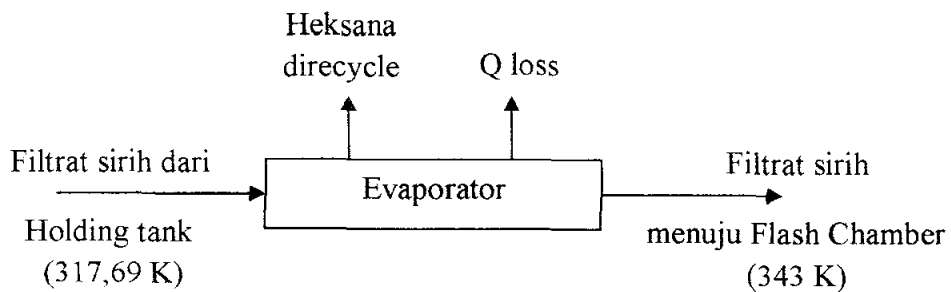 Heksana
direcycle
Q loss
Filtrat sirih dari
Evaporator
Filtrat sirih
Holding tank
menuju Flash Chamber
(317,69 K)
(343 K)